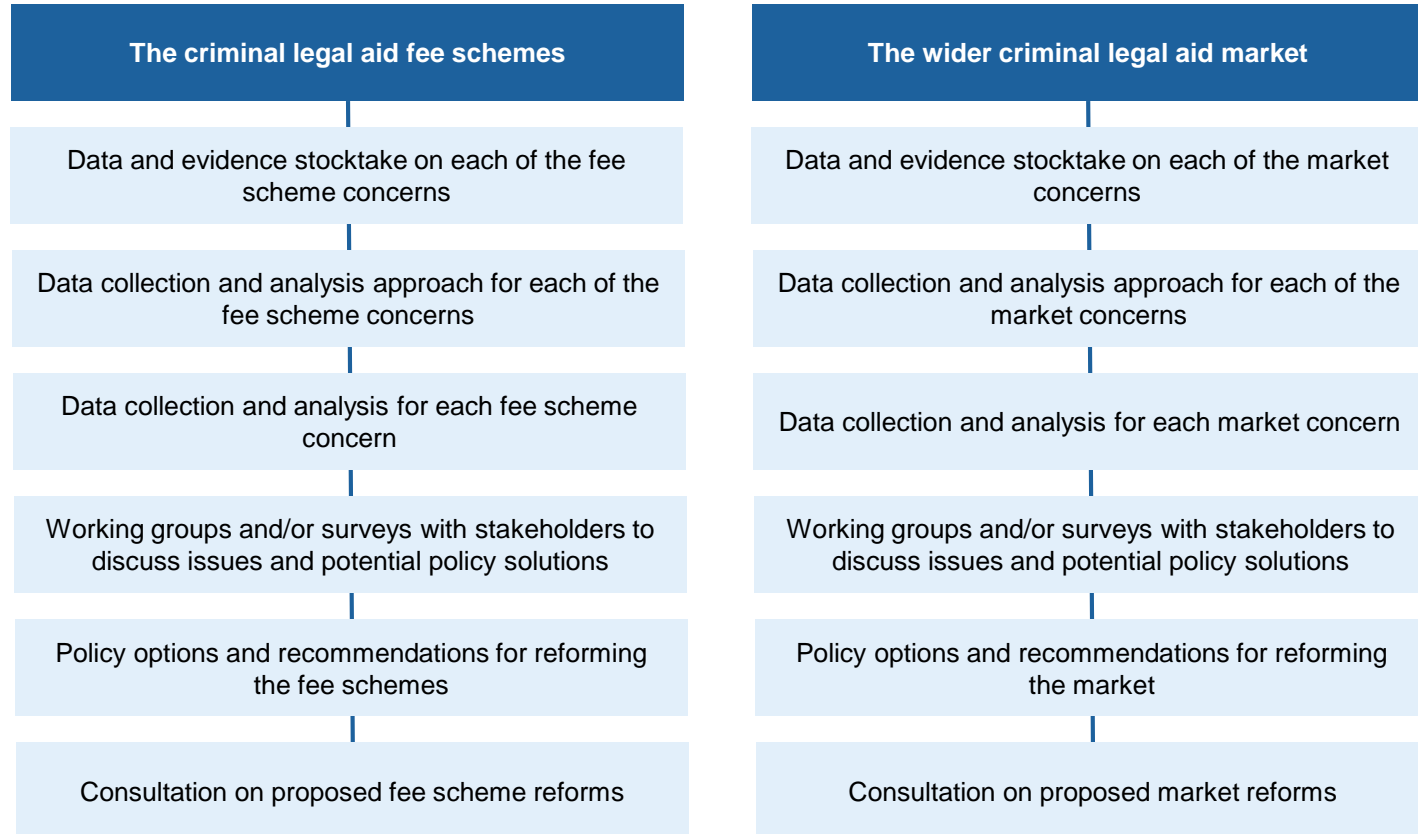 The criminal legal aid fee schemes
Data and evidence stocktake on each of the fee
scheme concerns
Data collection and analysis approach for each of the
fee scheme concerns
Data collection and analysis for each fee scheme
concern
Working groups and/or surveys with stakeholders to
discuss issues and potential policy solutions
Policy options and recommendations for reforming
the fee schemes
Consultation on proposed fee scheme reforms
The wider criminal legal aid market
Data and evidence stocktake on each of the market
concerns
Data collection and analysis approach for each of the
market concerns
Data collection and analysis for each market concern
Working groups and/or surveys with stakeholders to
discuss issues and potential policy solutions
Policy options and recommendations for reforming
the market
Consultation on proposed market reforms